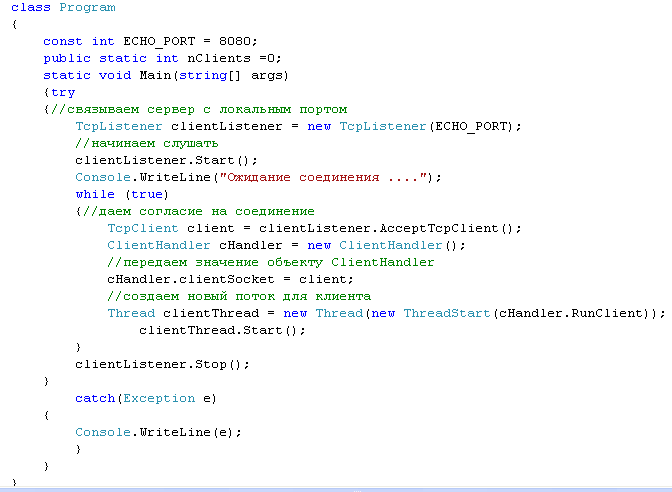 class Program
{
    const int ECHO_PORT = 8080;
    public static int nClients =0;
    static void Main(string[] args)
    {try
    {//связываем сервер с локальным портом
        TcpListener clientListener = new TcpListener(ECHO_PORT);
        //начинаем слушать
        clientListener.Start();
        Console.WriteLine("Ожидание соединения ....");
        while (true)
        {//даем согласие на соединение
            TcpClient client = clientListener.AcceptTcpClient();
            ClientHandler cHandler = new ClientHandler();
            //передаем значение объекту ClientHandler
            cHandler.clientSocket = client;
            //создаем новый поток для клиента
            Thread clientThread = new Thread(new ThreadStart(cHandler.RunClient));
                clientThread.Start();
        }
        clientListener.Stop();
    }
        catch(Exception e)
    {
        Console.WriteLine(e);
        }
    }
}